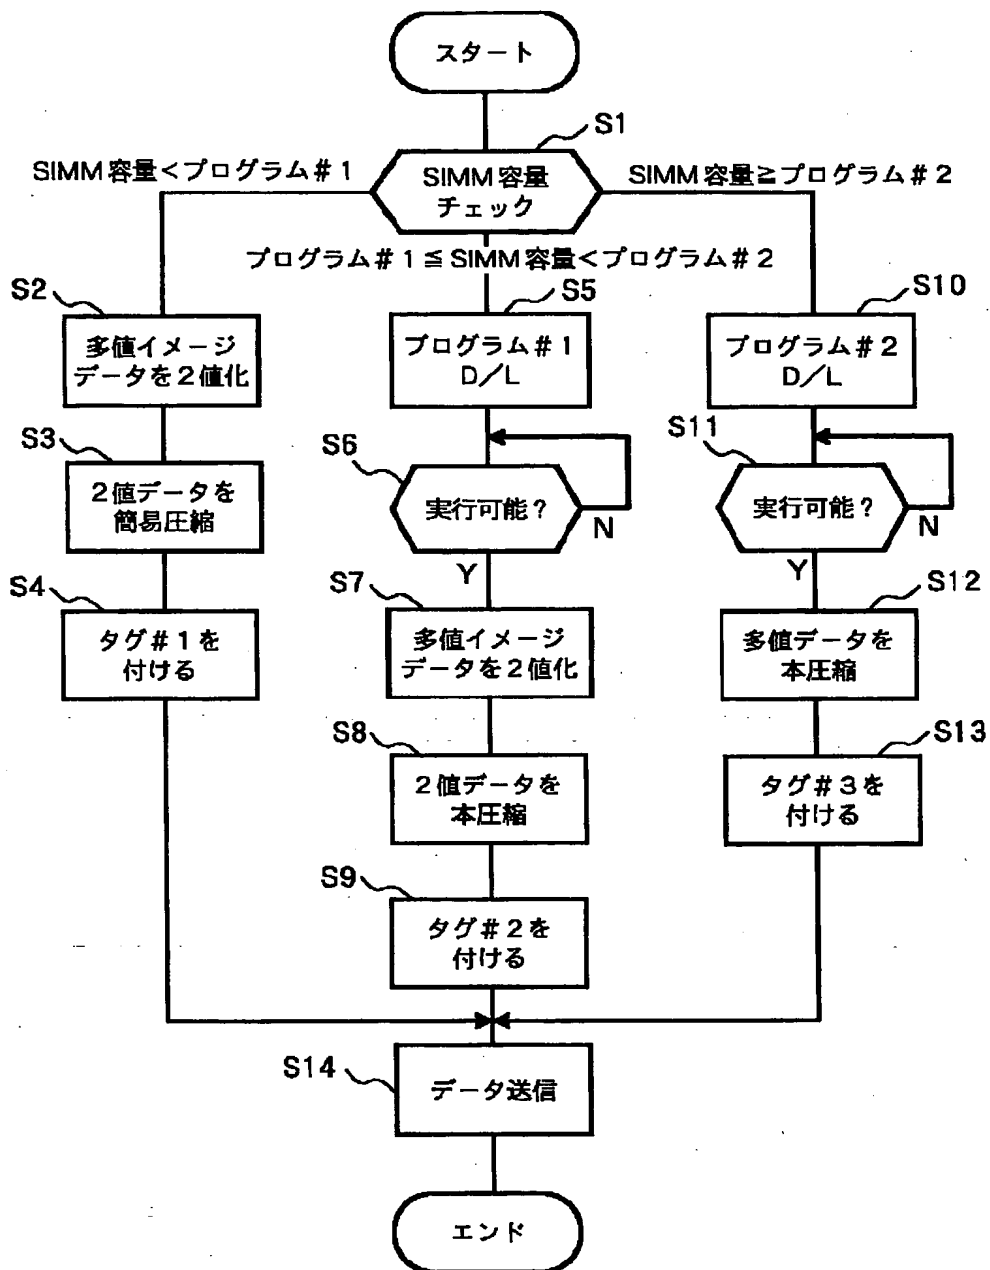 スタート
S1
SIMM容量<プログラム#1
SIMM容量
チェック
SIMM容量≧プログラム#2
プログラム#1≦SIMM容量<プログラム#2
S2
多値イメージ
データを2値化
S5
プログラム#1
D/L
S10
プログラム#2
D/L
S3
2値データを
簡易圧縮
S6
実行可能?
N
Y
S11
実行可能?
N
Y
S4
タグ#1を
付ける
S7
多値イメージ
データを2値化
S12
多値データを
本圧縮
S8
2値データを
本圧縮
S13
タグ#3を
付ける
S9
タグ#2を
付ける
S14
データ送信
エンド